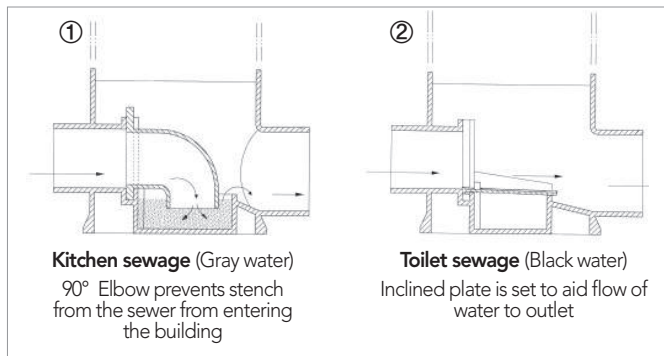 ①
Kitchen sewage (Gray water)
90° Elbow prevents stench
from the sewer from entering
the building
②
Toilet sewage (Black water)
Inclined plate is set to aid flow of
water to outlet